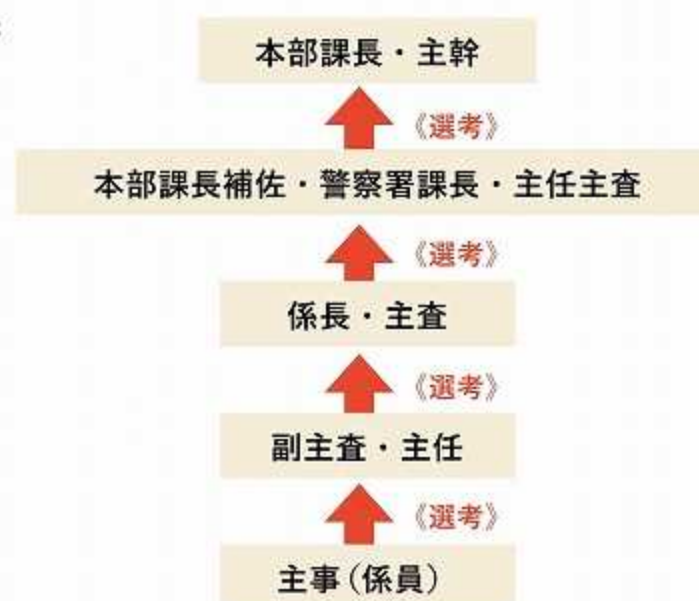 本部課長・主幹
《選考》
本部課長補佐・警察署課長・主任主査
《選考》
係長・主査
《選考》
副主査・主任
《選考》
主事(係員)